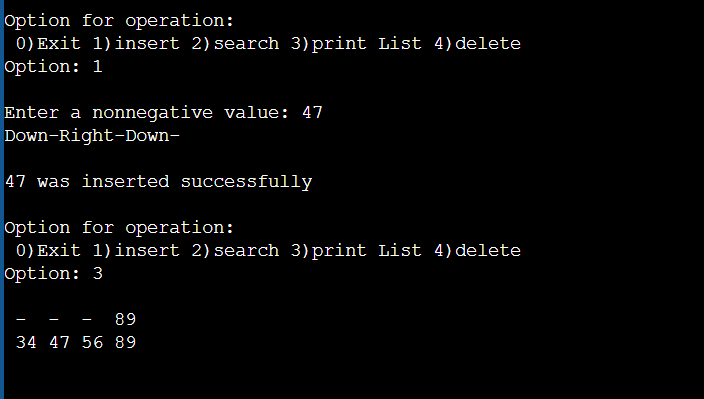 Option for operation:
 0)Exit 1)insert 2)search 3)print List 4)delete
Option: 1
Enter a nonnegative value: 47
Down-Right-Down-
47 was inserted successfully
Option for operation:
 0)Exit 1)insert 2)search 3)print List 4)delete
Option: 3
 -  -  -  89
 34 47 56 89